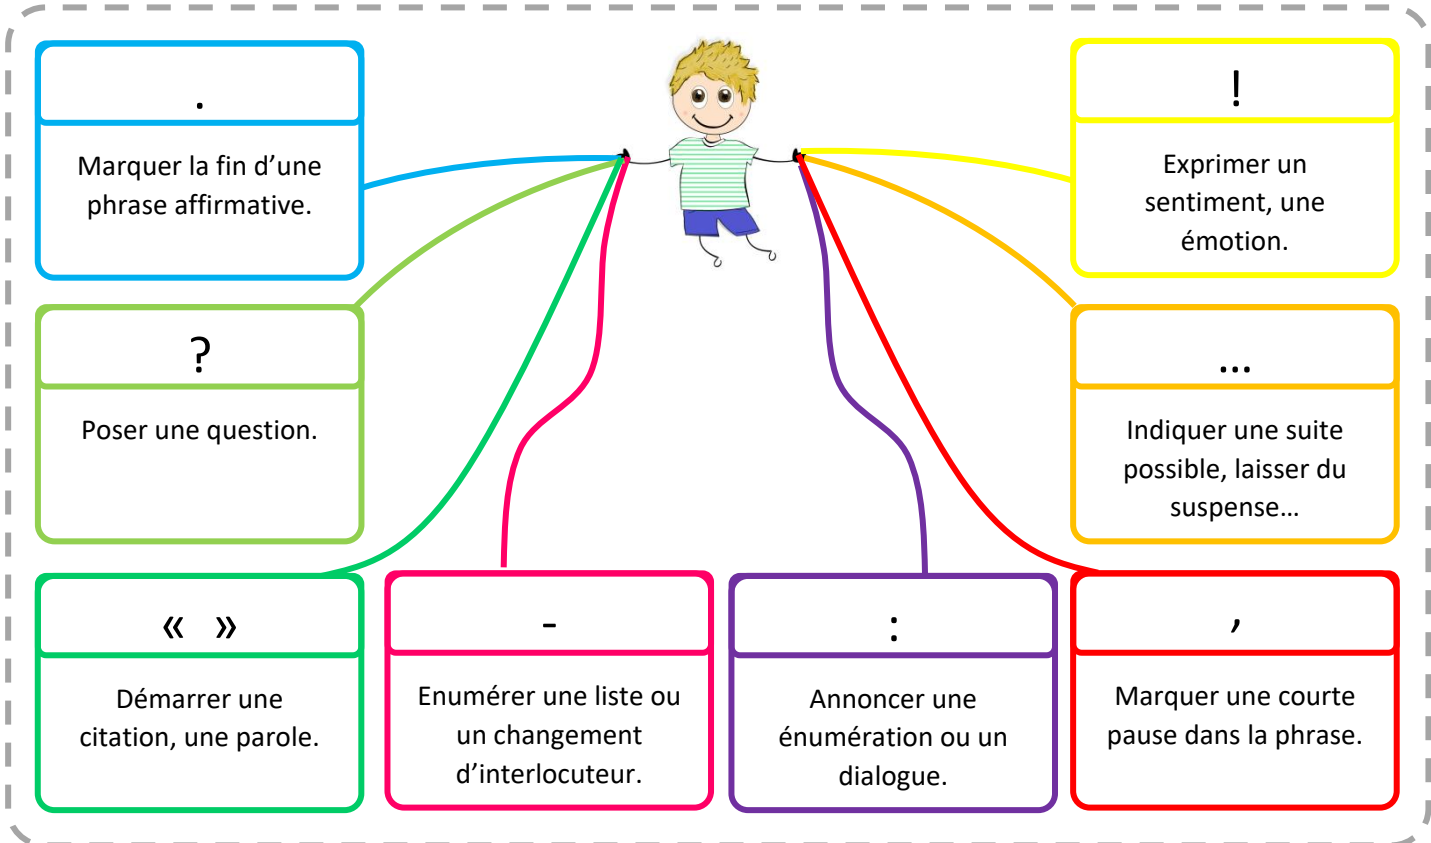 .
Marquer la fin d’une
phrase affirmative.
?
Poser une question.
« »
Démarrer une
citation, une parole.
-
Enumérer une liste ou
un changement
d’interlocuteur.
:
Annoncer une
énumération ou un
dialogue.
,
Marquer une courte
pause dans la phrase.
…
Indiquer une suite
possible, laisser du
suspense…
!
Exprimer un
sentiment, une
émotion.